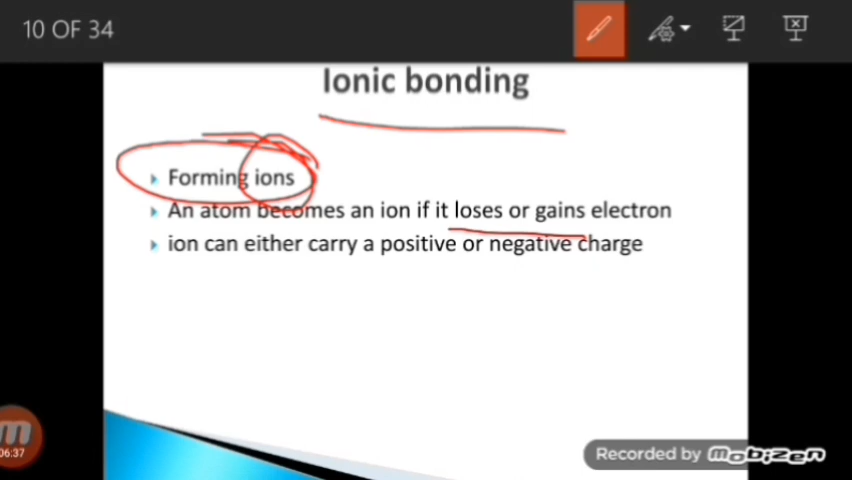 10 OF 34
Ionic bonding
Forming ions
An atom becomes an ion if it loses or gains electron
ion can either carry a positive or negative charge
06:37
Recorded by mobizen